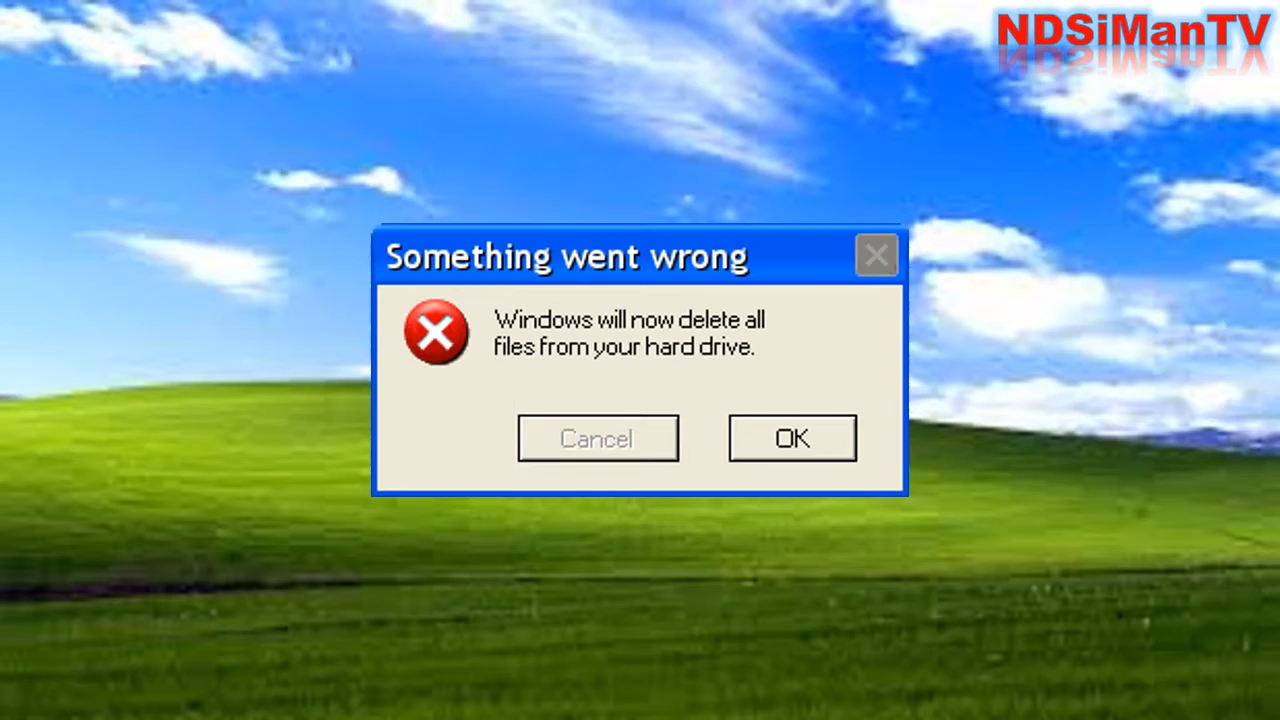 NDSiManTV
Something went wrong
Windows will now delete all
files from your hard drive.
Cancel
OK